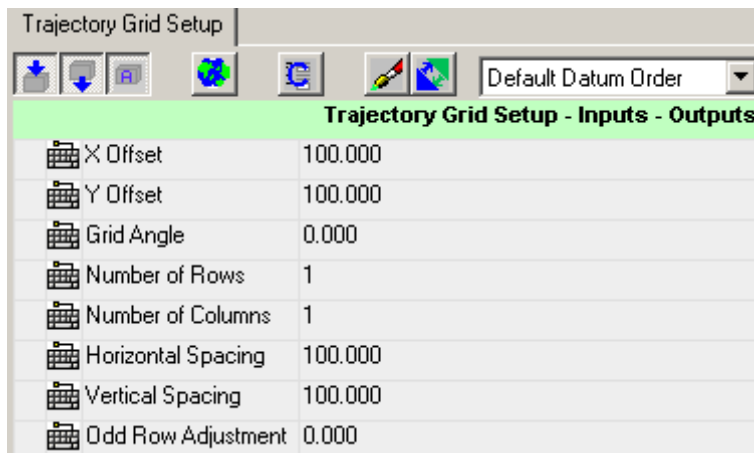 Trajectory Grid Setup
Default Datum Order
Trajectory Grid Setup - Inputs - Outputs
X Offset 100.000
Y Offset 100.000
Grid Angle 0.000
Number of Rows 1
Number of Columns 1
Horizontal Spacing 100.000
Vertical Spacing 100.000
Odd Row Adjustment 0.000